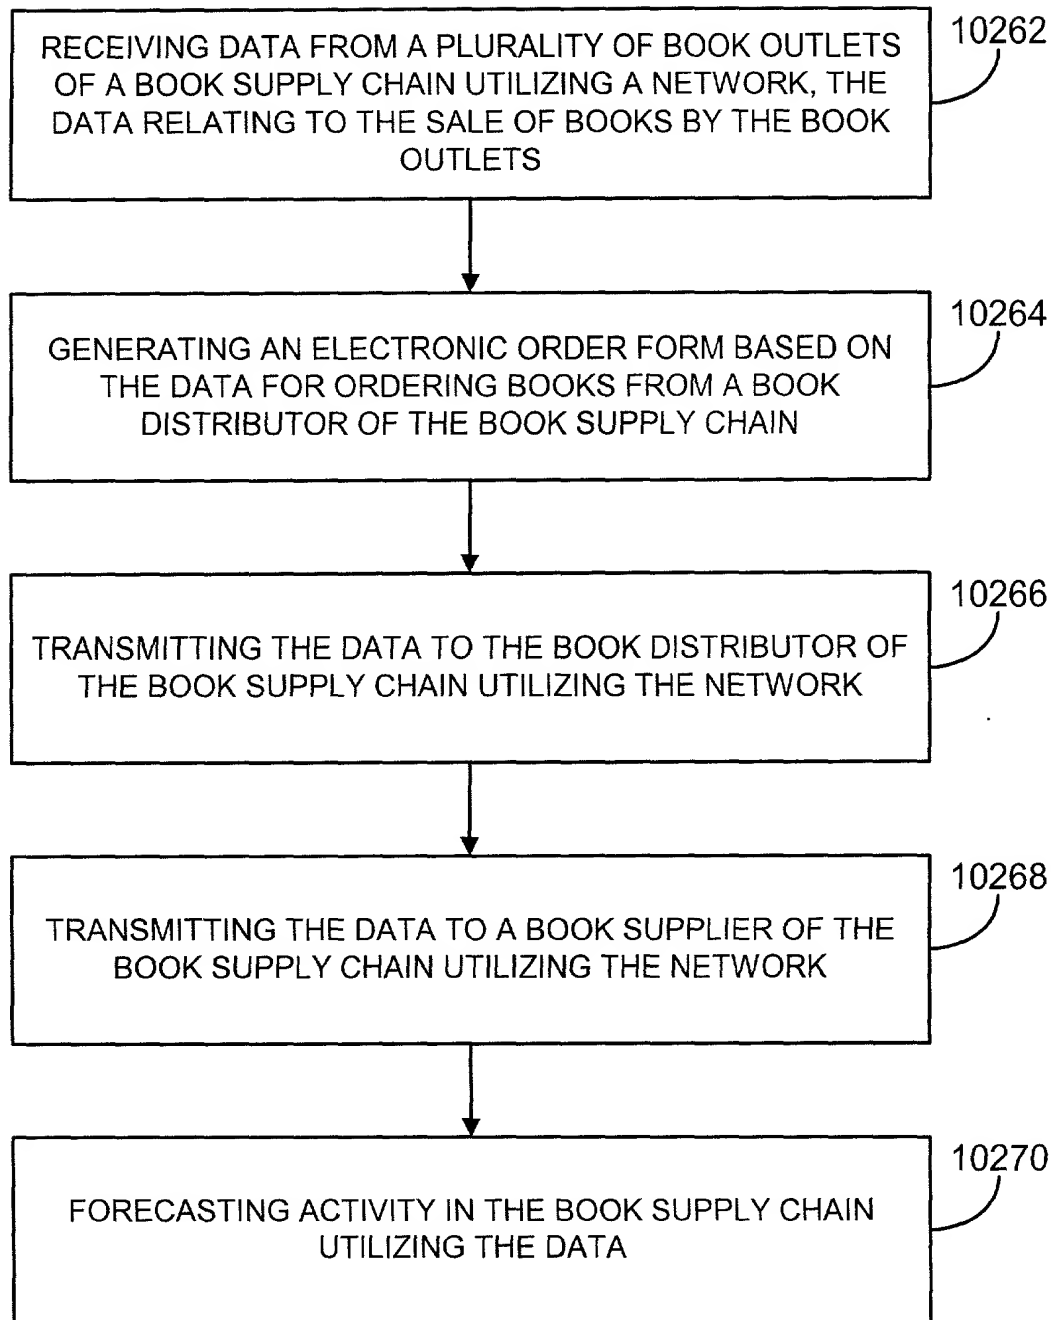 10262
RECEIVING DATA FROM A PLURALITY OF BOOK OUTLETS
OF A BOOK SUPPLY CHAIN UTILIZING A NETWORK, THE
DATA RELATING TO THE SALE OF BOOKS BY THE BOOK
OUTLETS
10264
GENERATING AN ELECTRONIC ORDER FORM BASED ON
THE DATA FOR ORDERING BOOKS FROM A BOOK
DISTRIBUTOR OF THE BOOK SUPPLY CHAIN
10266
TRANSMITTING THE DATA TO THE BOOK DISTRIBUTOR OF
THE BOOK SUPPLY CHAIN UTILIZING THE NETWORK
10268
TRANSMITTING THE DATA TO A BOOK SUPPLIER OF THE
BOOK SUPPLY CHAIN UTILIZING THE NETWORK
10270
FORECASTING ACTIVITY IN THE BOOK SUPPLY CHAIN
UTILIZING THE DATA